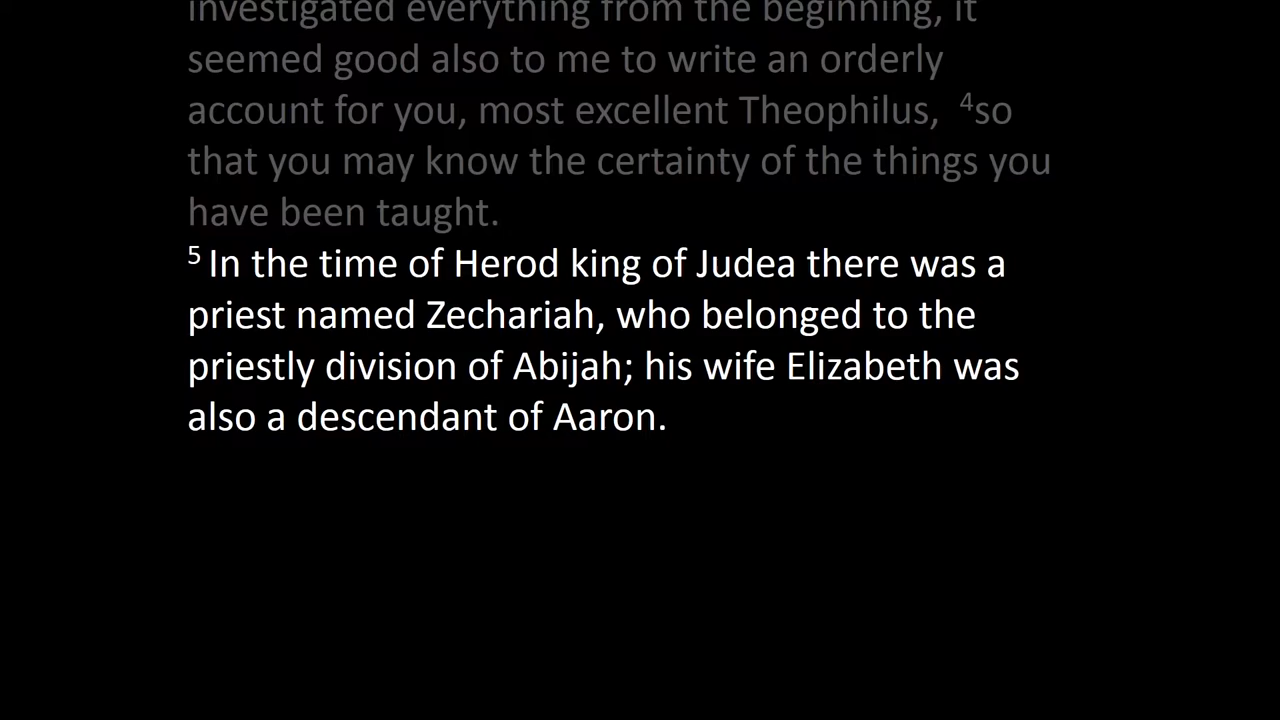 investigated everything from the beginning, it
seemed good also to me to write an orderly
account for you, most excellent Theophilus, ⁴so
that you may know the certainty of the things you
have been taught.
⁵ In the time of Herod king of Judea there was a
priest named Zechariah, who belonged to the
priestly division of Abijah; his wife Elizabeth was
also a descendant of Aaron.